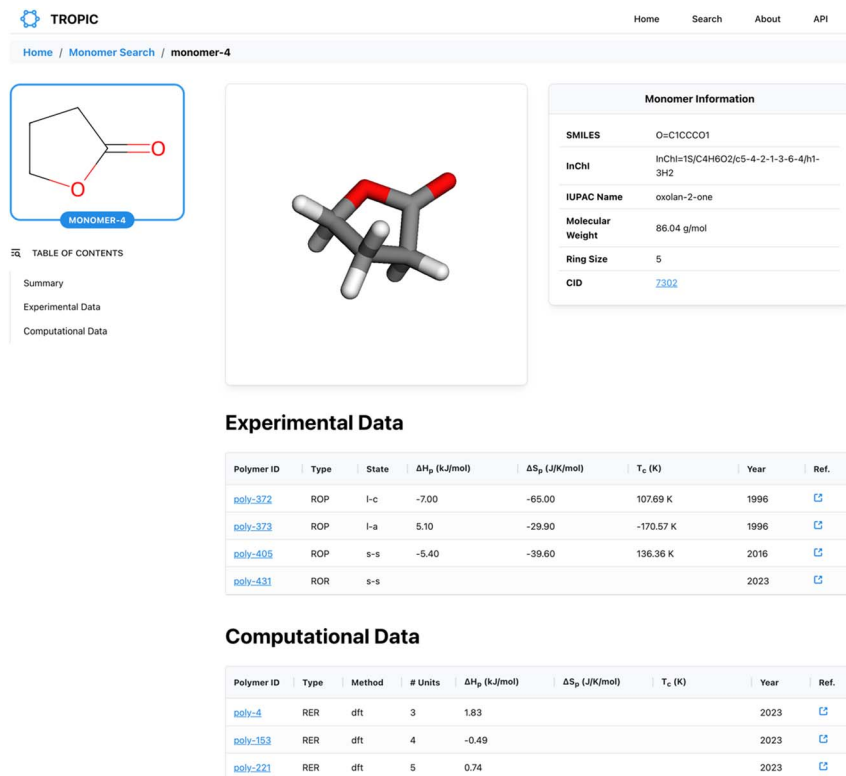 TROPIC
Home Search About API
Home / Monomer Search / monomer-4
O
O
MONOMER-4
TABLE OF CONTENTS
Summary
Experimental Data
Computational Data
Monomer Information
SMILES O=C1CCCO1
InChI InChI=1S/C4H6O2/c5-4-2-1-3-6-4/h1-
3H2
IUPAC Name oxolan-2-one
Molecular
Weight 86.04 g/mol
Ring Size 5
CID 7302
Experimental Data
Polymer ID Type State ΔHp (kJ/mol) ΔSp (J/K/mol) Tc (K) Year Ref.
poly-372 ROP l-c -7.00 -65.00 107.69 K 1996
poly-373 ROP l-a 5.10 -29.90 -170.57 K 1996
poly-405 ROP s-s -5.40 -39.60 136.36 K 2016
poly-431 ROR s-s 2023
Computational Data
Polymer ID Type Method # Units ΔHp (kJ/mol) ΔSp (J/K/mol) Tc (K) Year Ref.
poly-4 RER dft 3 1.83 2023
poly-153 RER dft 4 -0.49 2023
poly-221 RER dft 5 0.74 2023